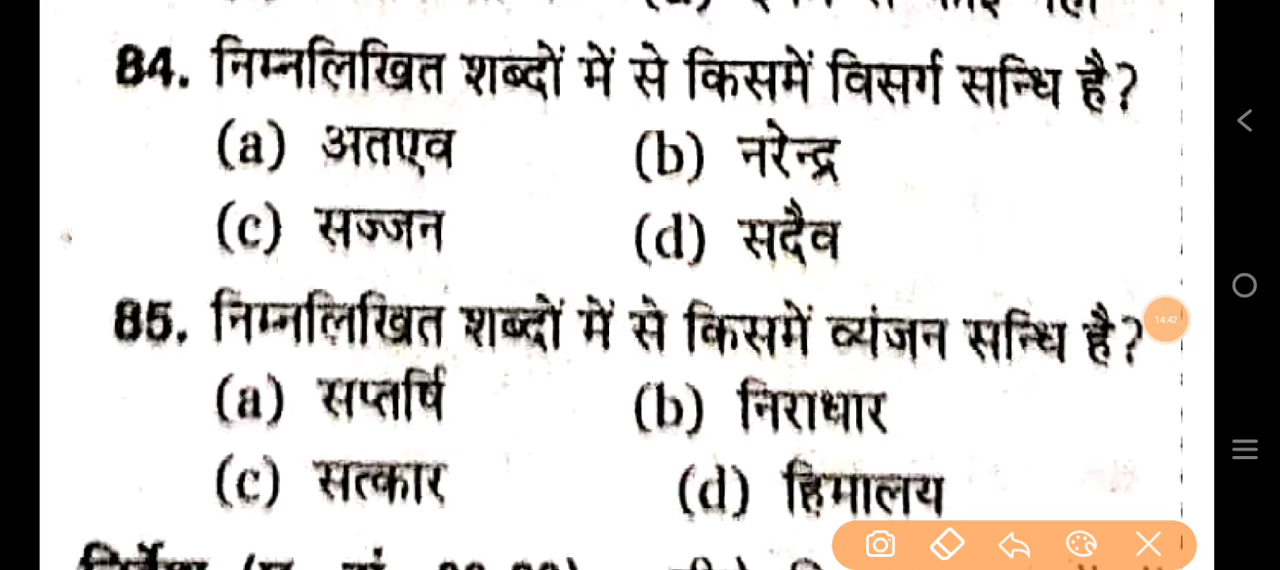 84. निम्नलिखित शब्दों में से किसमें विसर्ग सन्धि है?
(a) अतएव (b) नरेन्द्र
(c) सज्जन (d) सदैव
85. निम्नलिखित शब्दों में से किसमें व्यंजन सन्धि है?
14:42
(a) सप्तर्षि (b) निराधार
(c) सत्कार (d) हिमालय